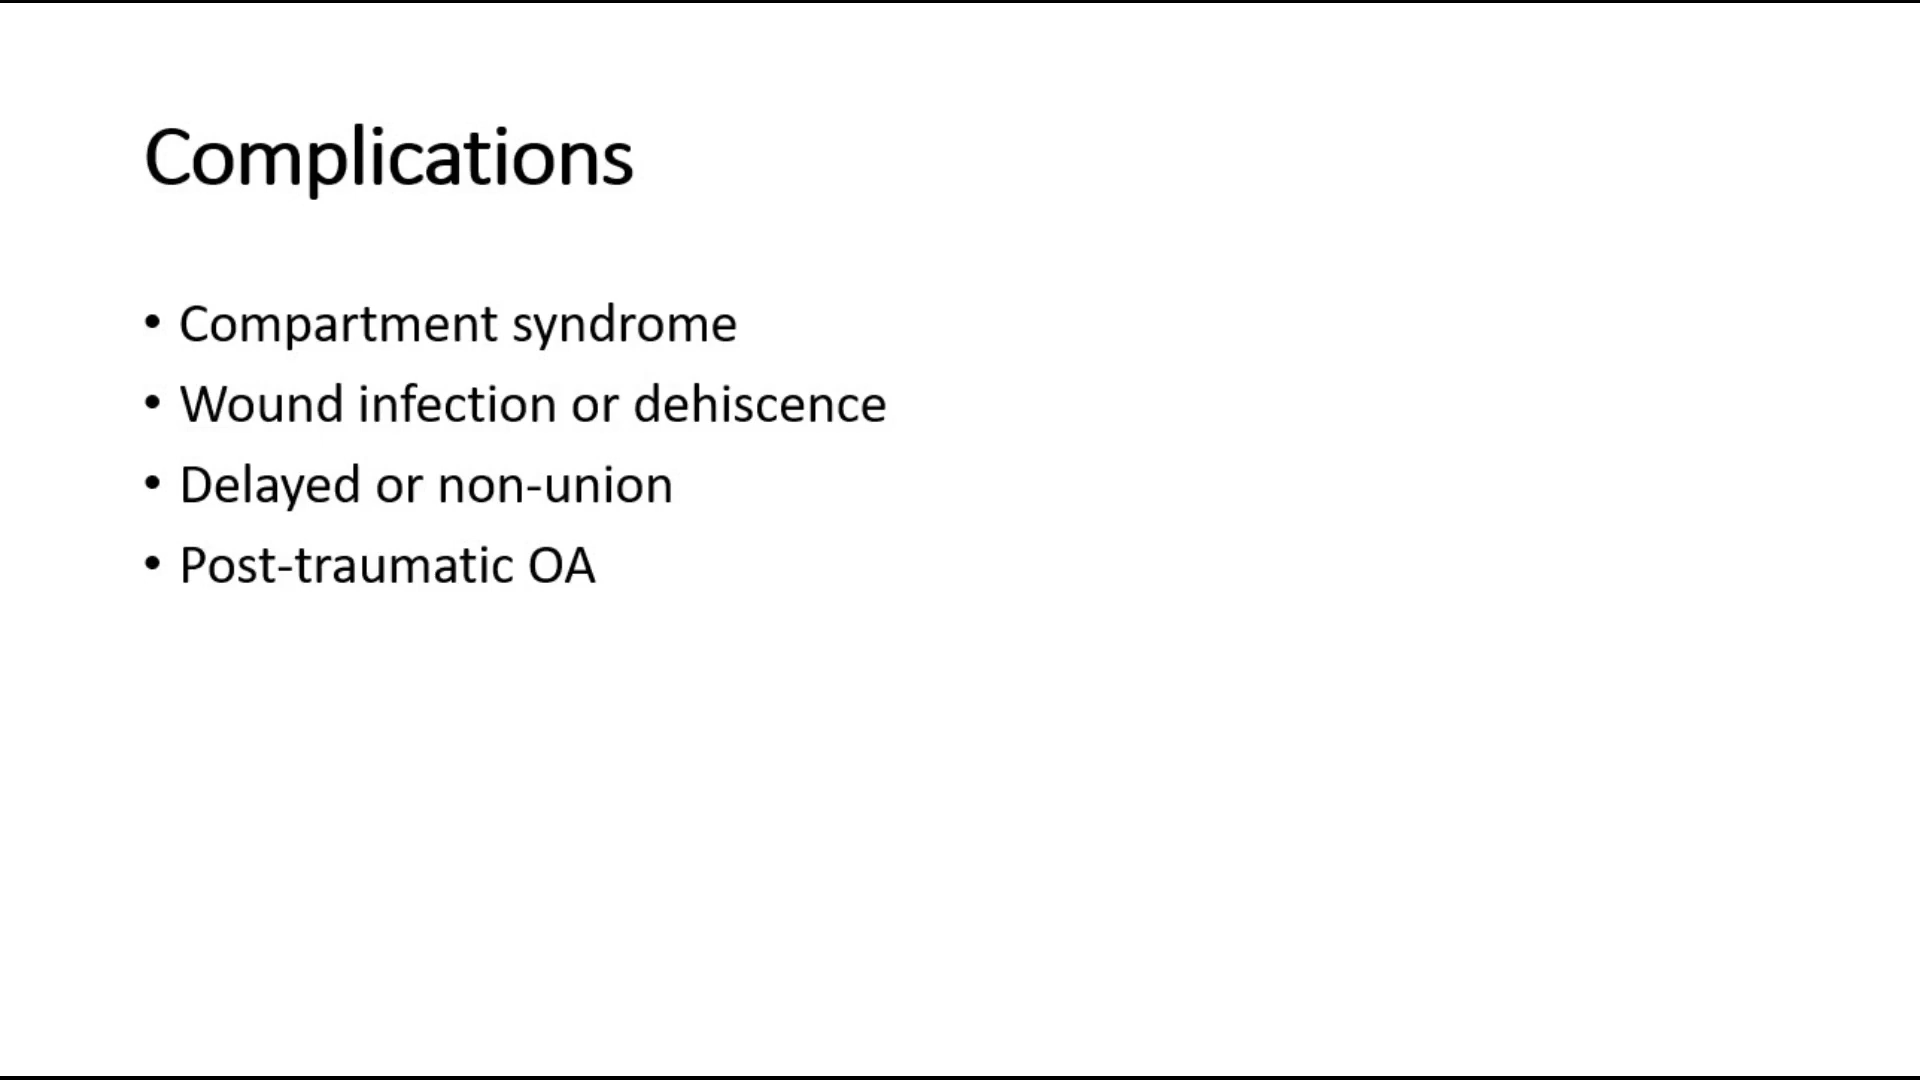 Complications
• Compartment syndrome
• Wound infection or dehiscence
• Delayed or non-union
• Post-traumatic OA